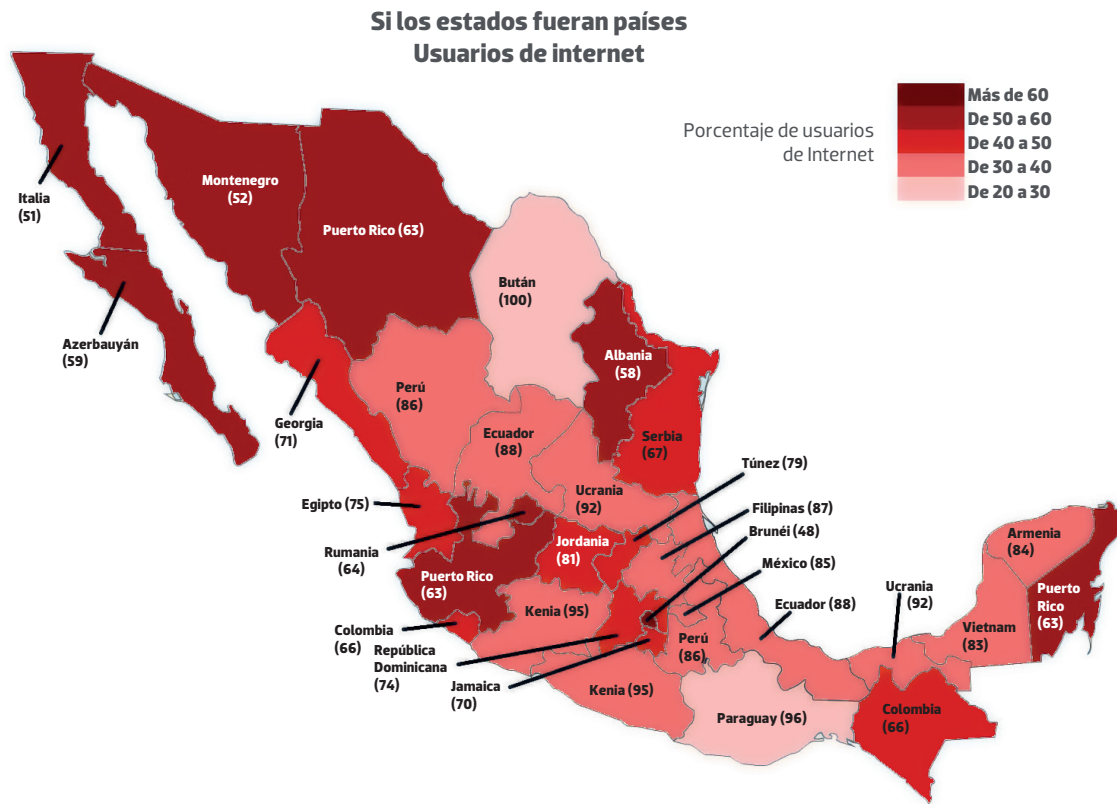 Si los estados fueran países
Usuarios de internet
Porcentaje de usuarios
de Internet
Más de 60
De 50 a 60
De 40 a 50
De 30 a 40
De 20 a 30
Italia
(51)
Montenegro
(52)
Puerto Rico (63)
Bután
(100)
Azerbauyán
(59)
Albania
(58)
Perú
(86)
Georgia
(71)
Ecuador
(88)
Serbia
(67)
Túnez (79)
Ucrania
(92)
Egipto (75)
Filipinas (87)
Brunéi (48)
Rumania
(64)
Jordania
(81)
México (85)
Armenia
(84)
Puerto Rico
(63)
Kenia (95)
Ecuador (88)
Ucrania
(92)
Puerto
Rico
(63)
Vietnam
(83)
Colombia
(66)
República
Dominicana
(74)
Perú
(86)
Jamaica
(70)
Kenia (95)
Paraguay (96)
Colombia
(66)